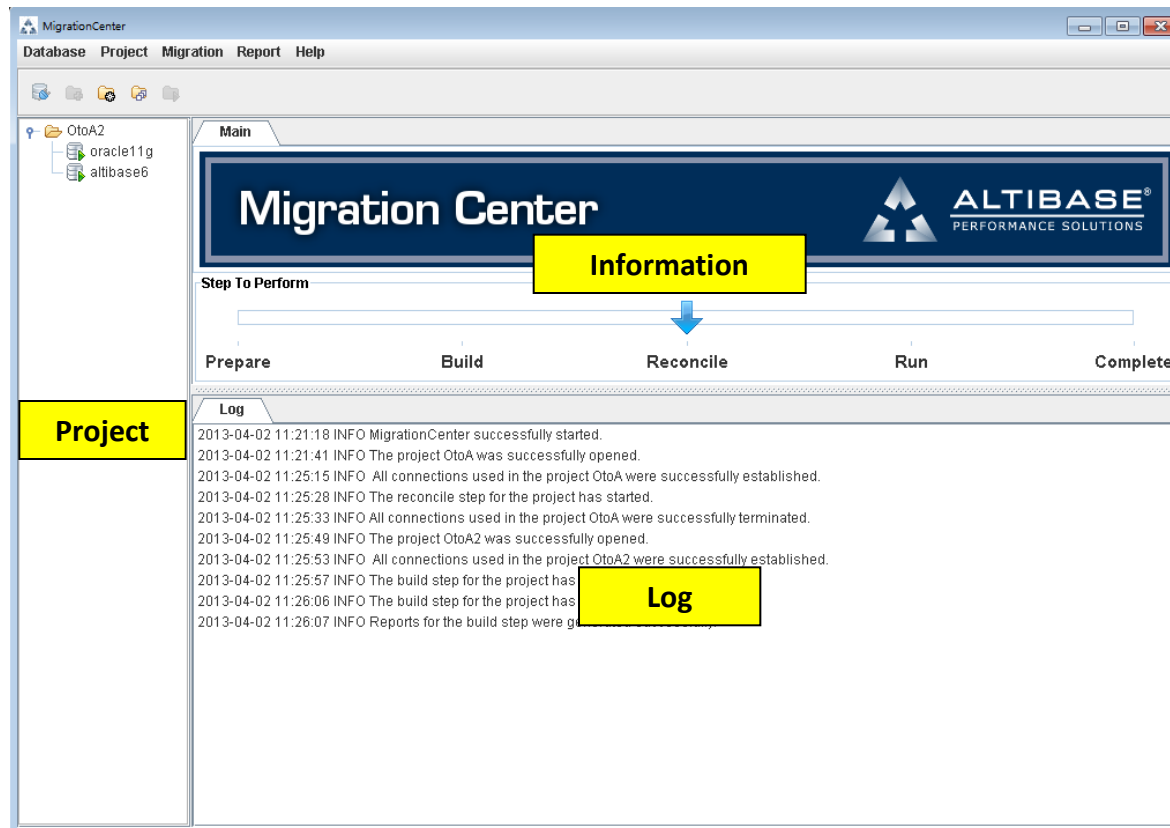 MigrationCenter
Database Project Migration Report Help
OtoA2
oracle11g
altibase6
Main
Migration Center
ALTIBASE®
PERFORMANCE SOLUTIONS
Information
Step To Perform
Prepare Build Reconcile Run Complete
Project
Log
2013-04-02 11:21:18 INFO MigrationCenter successfully started.
2013-04-02 11:21:41 INFO The project OtoA was successfully opened.
2013-04-02 11:25:15 INFO All connections used in the project OtoA were successfully established.
2013-04-02 11:25:28 INFO The reconcile step for the project has started.
2013-04-02 11:25:33 INFO All connections used in the project OtoA were successfully terminated.
2013-04-02 11:25:49 INFO The project OtoA2 was successfully opened.
2013-04-02 11:25:53 INFO All connections used in the project OtoA2 were successfully established.
2013-04-02 11:25:57 INFO The build step for the project has
2013-04-02 11:26:06 INFO The build step for the project has
2013-04-02 11:26:07 INFO Reports for the build step were
Log